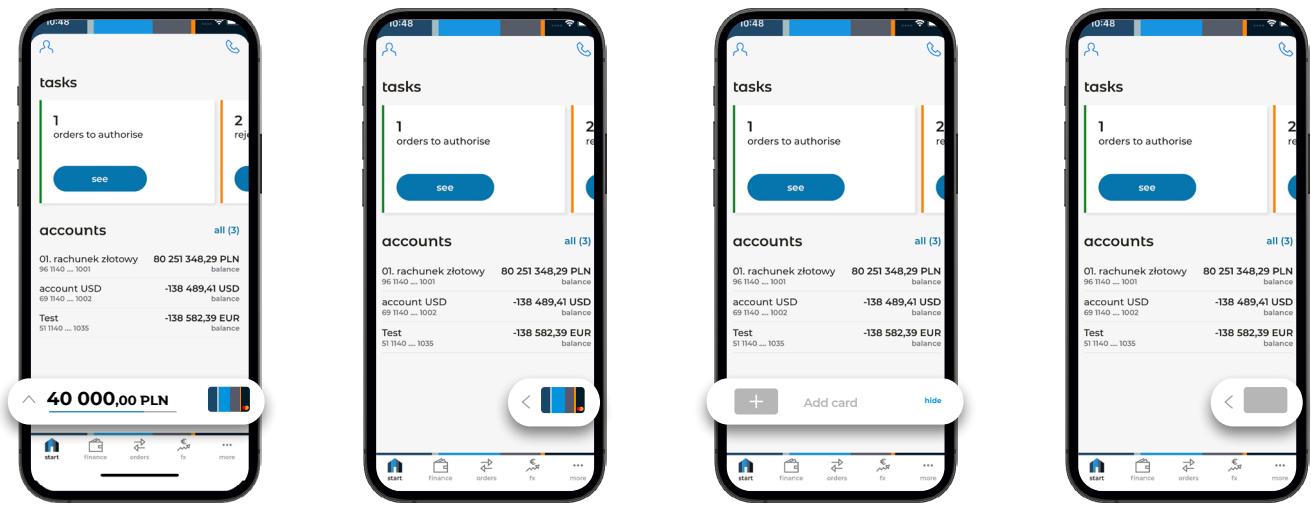 10:48
tasks
1
orders to authorise
see
2
reje
accounts
all (3)
01. rachunek złotowy 80 251 348,29 PLN
96 1140 .... 1001 balance
account USD -138 489,41 USD
69 1140 .... 1002 balance
Test -138 582,39 EUR
51 1140 .... 1035 balance
40 000,00 PLN
start finance orders fx more
10:48
tasks
1
orders to authorise
see
2
re
accounts
all (3)
01. rachunek złotowy 80 251 348,29 PLN
96 1140 .... 1001 balance
account USD -138 489,41 USD
69 1140 .... 1002 balance
Test -138 582,39 EUR
51 1140 .... 1035 balance
start finance orders fx more
10:48
tasks
1
orders to authorise
see
2
re
accounts
all (3)
01. rachunek złotowy 80 251 348,29 PLN
96 1140 .... 1001 balance
account USD -138 489,41 USD
69 1140 .... 1002 balance
Test -138 582,39 EUR
51 1140 .... 1035 balance
Add card hide
start finance orders fx more
10:48
tasks
1
orders to authorise
see
2
re
accounts
all (3)
01. rachunek złotowy 80 251 348,29 PLN
96 1140 .... 1001 balance
account USD -138 489,41 USD
69 1140 .... 1002 balance
Test -138 582,39 EUR
51 1140 .... 1035 balance
start finance orders fx more